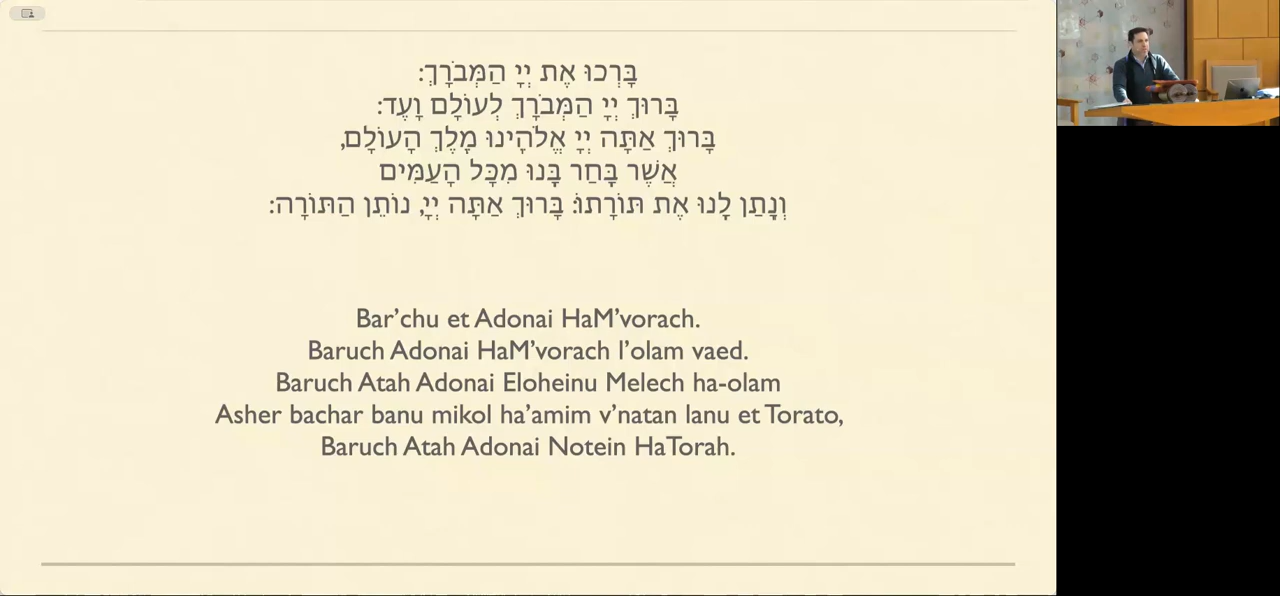 בָּרְכוּ אֶת יְיָ הַמְּבֹרָךְ:
בָּרוּךְ יְיָ הַמְּבֹרָךְ לְעוֹלָם וָעֶד:
בָּרוּךְ אַתָּה יְיָ אֱלֹהֵֽינוּ מֶֽלֶךְ הָעוֹלָם,
אֲשֶׁר בָּֽחַר בָּֽנוּ מִכָּל הָעַמִּים
וְנָֽתַן לָֽנוּ אֶת תּוֹרָתוֹ: בָּרוּךְ אַתָּה יְיָ, נוֹתֵן הַתּוֹרָה:
Bar’chu et Adonai HaM’vorach.
Baruch Adonai HaM’vorach l’olam vaed.
Baruch Atah Adonai Eloheinu Melech ha-olam
Asher bachar banu mikol ha’amim v’natan lanu et Torato,
Baruch Atah Adonai Notein HaTorah.